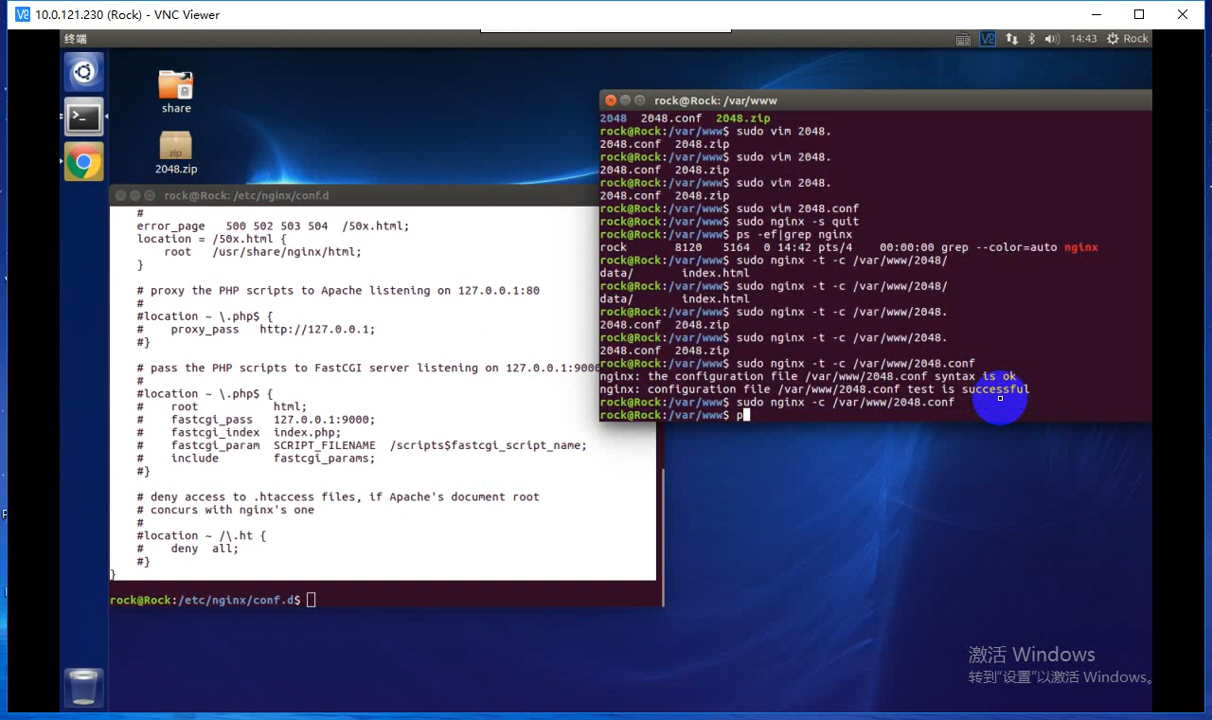 10.0.121.230 (Rock) - VNC Viewer
终端
14:43 Rock
share
zip
2048.zip
rock@Rock: /etc/nginx/conf.d
#
error_page   500 502 503 504  /50x.html;
location = /50x.html {
root   /usr/share/nginx/html;
}
# proxy the PHP scripts to Apache listening on 127.0.0.1:80
#
#location ~ \.php$ {
#    proxy_pass   http://127.0.0.1;
#}
# pass the PHP scripts to FastCGI server listening on 127.0.0.1:9000
#
#location ~ \.php$ {
#    root           html;
#    fastcgi_pass   127.0.0.1:9000;
#    fastcgi_index  index.php;
#    fastcgi_param  SCRIPT_FILENAME  /scripts$fastcgi_script_name;
#    include        fastcgi_params;
#}
# deny access to .htaccess files, if Apache's document root
# concurs with nginx's one
#
#location ~ /\.ht {
#    deny  all;
#}
}
rock@Rock:/etc/nginx/conf.d$
rock@Rock: /var/www
2048  2048.conf  2048.zip
rock@Rock:/var/www$ sudo vim 2048.
2048.conf  2048.zip
rock@Rock:/var/www$ sudo vim 2048.
2048.conf  2048.zip
rock@Rock:/var/www$ sudo vim 2048.
2048.conf  2048.zip
rock@Rock:/var/www$ sudo vim 2048.conf
rock@Rock:/var/www$ sudo nginx -s quit
rock@Rock:/var/www$ ps -ef|grep nginx
rock      8120  5164  0 14:42 pts/4    00:00:00 grep --color=auto nginx
rock@Rock:/var/www$ sudo nginx -t -c /var/www/2048/
data/       index.html
rock@Rock:/var/www$ sudo nginx -t -c /var/www/2048/
data/       index.html
rock@Rock:/var/www$ sudo nginx -t -c /var/www/2048.
2048.conf  2048.zip
rock@Rock:/var/www$ sudo nginx -t -c /var/www/2048.
2048.conf  2048.zip
rock@Rock:/var/www$ sudo nginx -t -c /var/www/2048.conf
nginx: the configuration file /var/www/2048.conf syntax is ok
nginx: configuration file /var/www/2048.conf test is successful
rock@Rock:/var/www$ sudo nginx -c /var/www/2048.conf
rock@Rock:/var/www$ p
激活 Windows
转到"设置"以激活 Windows。